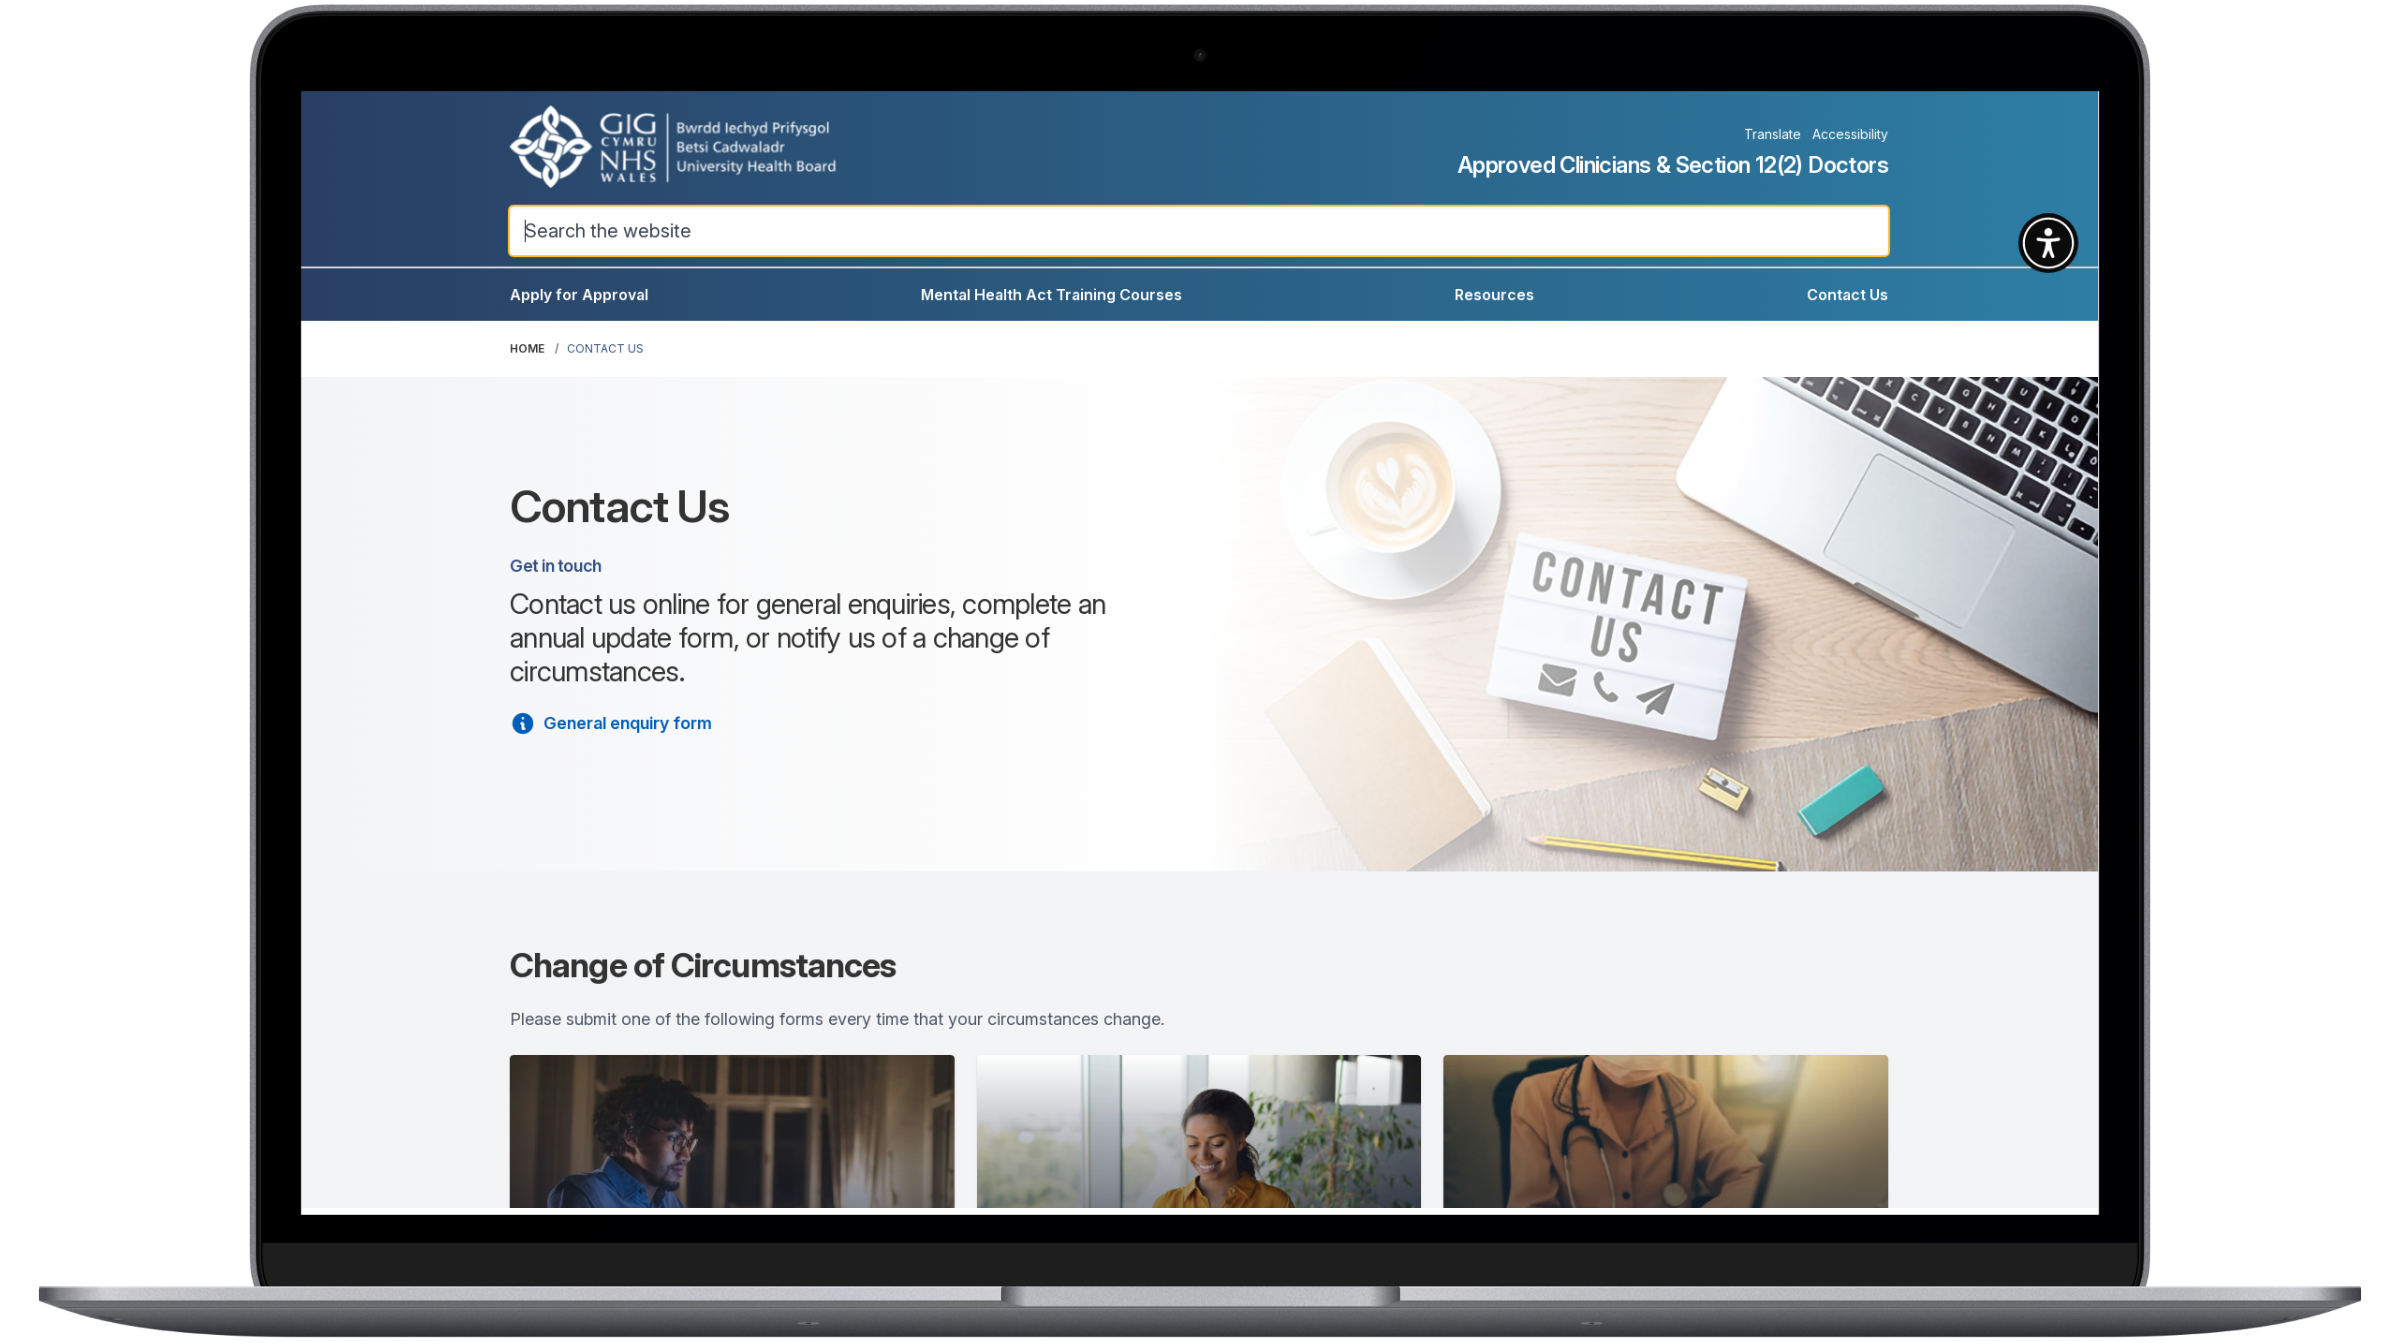 GIG
CYMRU
NHS
WALES
Bwrdd Iechyd Prifysgol
Betsi Cadwaladr
University Health Board
Translate Accessibility
Approved Clinicians & Section 12(2) Doctors
Search the website
Apply for Approval Mental Health Act Training Courses Resources Contact Us
HOME / CONTACT US
Contact Us
Get in touch
Contact us online for general enquiries, complete an
annual update form, or notify us of a change of
circumstances.
General enquiry form
CONTACT
US
Change of Circumstances
Please submit one of the following forms every time that your circumstances change.